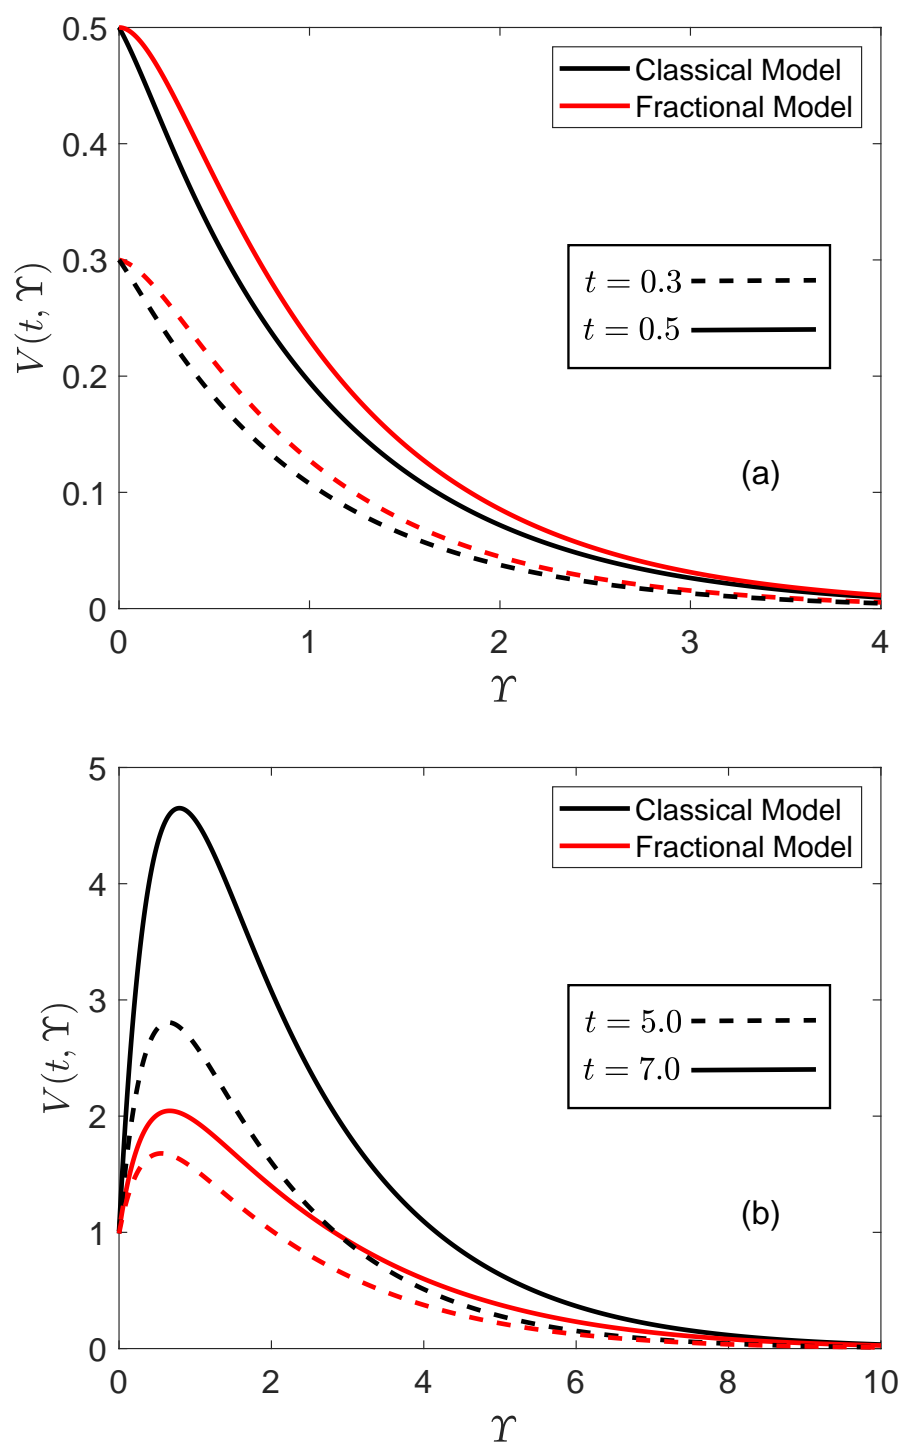 0.5
0.4
0.3
0.2
0.1
0
V(t, ϒ)
Classical Model
Fractional Model
t = 0.3
t = 0.5
(a)
0 1 2 3 4
ϒ
5
4
3
2
1
0
V(t, ϒ)
Classical Model
Fractional Model
t = 5.0
t = 7.0
(b)
0 2 4 6 8 10
ϒ